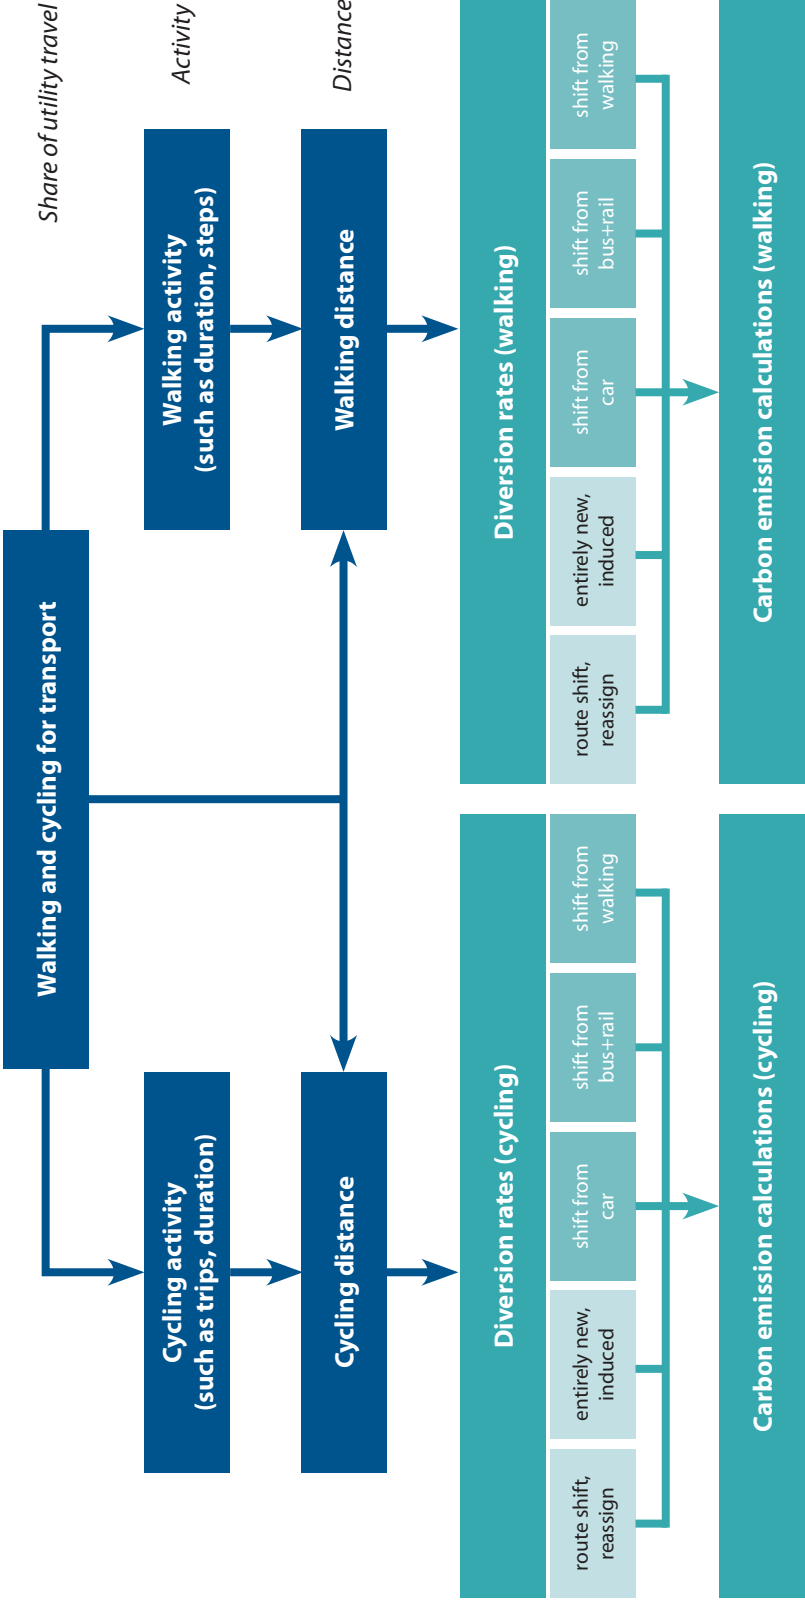 Walking and cycling for transport
Share of utility travel
Cycling activity
(such as trips, duration)
Walking activity
(such as duration, steps)
Activity
Cycling distance
Walking distance
Distance
Diversion rates (cycling)
route shift,
reassign
entirely new,
induced
shift from
car
shift from
bus+rail
shift from
walking
Carbon emission calculations (cycling)
Diversion rates (walking)
route shift,
reassign
entirely new,
induced
shift from
car
shift from
bus+rail
shift from
walking
Carbon emission calculations (walking)